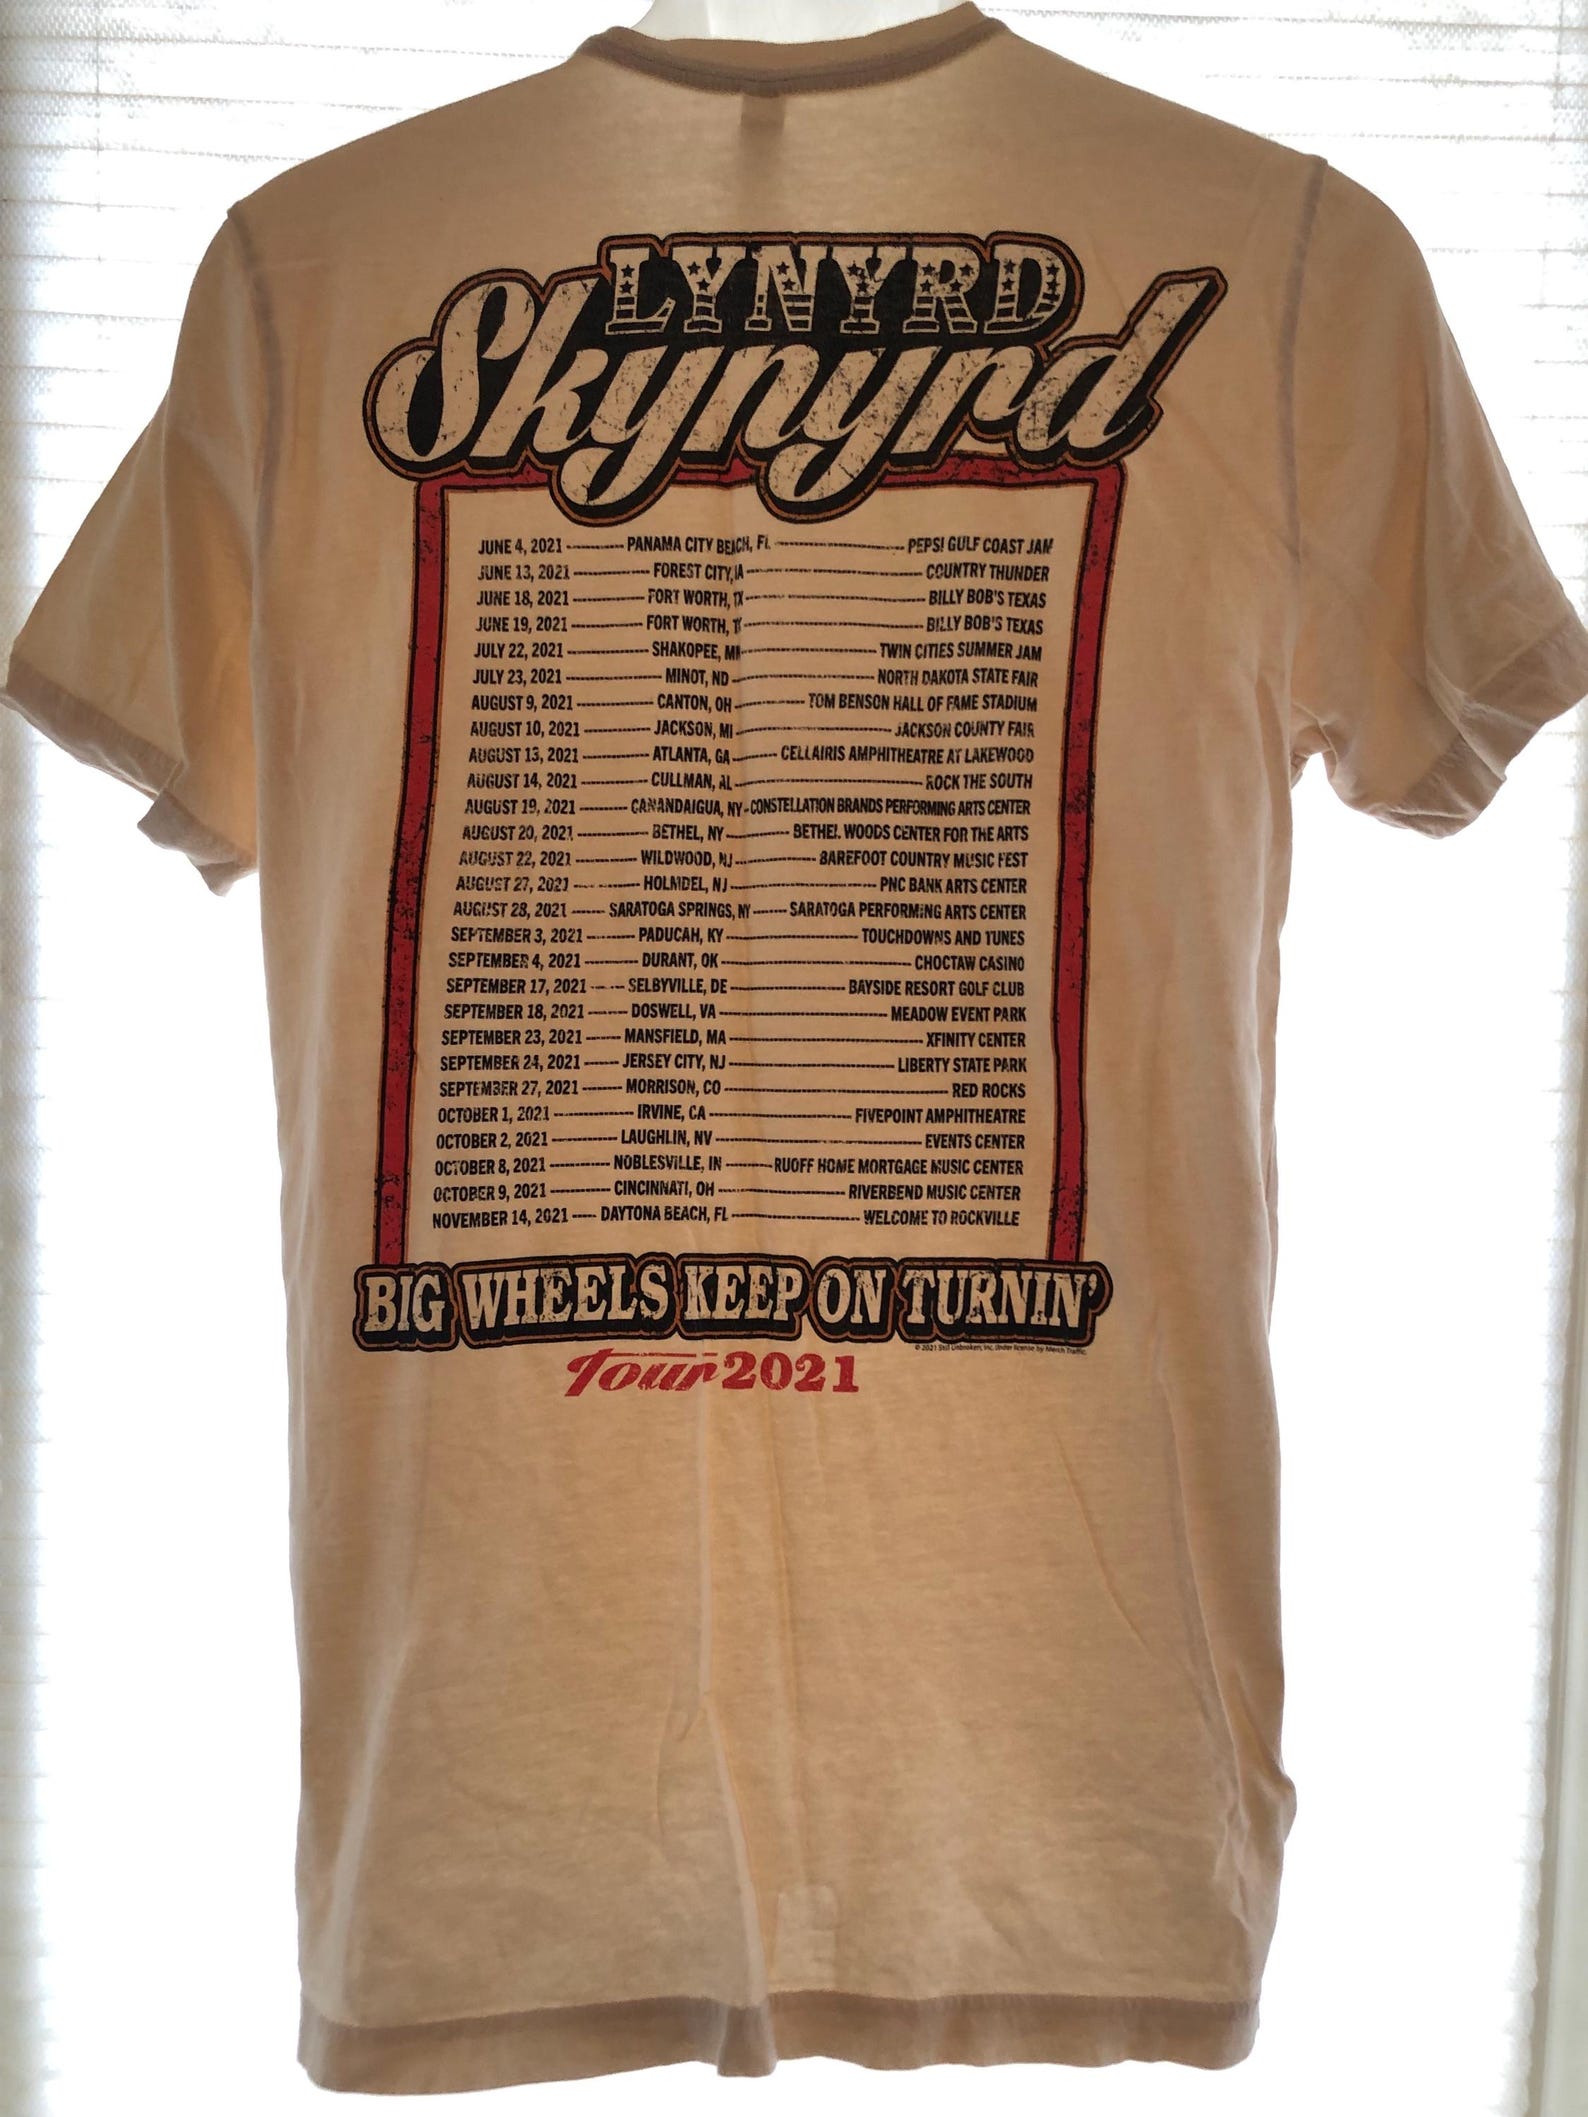 LYNYRD
Skynyrd
JUNE 4, 2021 PANAMA CITY BEACH, FL PEPSI GULF COAST JAM
JUNE 13, 2021 FOREST CITY, IA COUNTRY THUNDER
JUNE 18, 2021 FORT WORTH, TX BILLY BOB'S TEXAS
JUNE 19, 2021 FORT WORTH, TX BILLY BOB'S TEXAS
JULY 22, 2021 SHAKOPEE, MN TWIN CITIES SUMMER JAM
JULY 23, 2021 MINOT, ND NORTH DAKOTA STATE FAIR
AUGUST 9, 2021 CANTON, OH TOM BENSON HALL OF FAME STADIUM
AUGUST 10, 2021 JACKSON, MI JACKSON COUNTY FAIR
AUGUST 13, 2021 ATLANTA, GA CELLAIRIS AMPHITHEATRE AT LAKEWOOD
AUGUST 14, 2021 CULLMAN, AL ROCK THE SOUTH
AUGUST 19, 2021 CANANDAIGUA, NY CONSTELLATION BRANDS PERFORMING ARTS CENTER
AUGUST 20, 2021 BETHEL, NY BETHEL WOODS CENTER FOR THE ARTS
AUGUST 22, 2021 WILDWOOD, NJ BAREFOOT COUNTRY MUSIC FEST
AUGUST 27, 2021 HOLMDEL, NJ PNC BANK ARTS CENTER
AUGUST 28, 2021 SARATOGA SPRINGS, NY SARATOGA PERFORMING ARTS CENTER
SEPTEMBER 3, 2021 PADUCAH, KY TOUCHDOWNS AND TUNES
SEPTEMBER 4, 2021 DURANT, OK CHOCTAW CASINO
SEPTEMBER 17, 2021 SELBYVILLE, DE BAYSIDE RESORT GOLF CLUB
SEPTEMBER 18, 2021 DOSWELL, VA MEADOW EVENT PARK
SEPTEMBER 23, 2021 MANSFIELD, MA XFINITY CENTER
SEPTEMBER 24, 2021 JERSEY CITY, NJ LIBERTY STATE PARK
SEPTEMBER 27, 2021 MORRISON, CO RED ROCKS
OCTOBER 1, 2021 IRVINE, CA FIVEPOINT AMPHITHEATRE
OCTOBER 2, 2021 LAUGHLIN, NV EVENTS CENTER
OCTOBER 8, 2021 NOBLESVILLE, IN RUOFF HOME MORTGAGE MUSIC CENTER
OCTOBER 9, 2021 CINCINNATI, OH RIVERBEND MUSIC CENTER
NOVEMBER 14, 2021 DAYTONA BEACH, FL WELCOME TO ROCKVILLE
BIG WHEELS KEEP ON TURNIN'
© 2021 Still Unbroken, Inc. Under license by Merch Traffic.
Tour 2021